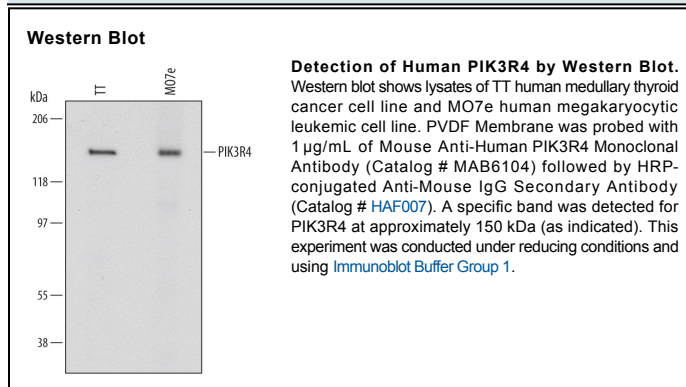 Western Blot
kDa
TT
MO7e
206
PIK3R4
118
97
55
38
Detection of Human PIK3R4 by Western Blot.
Western blot shows lysates of TT human medullary thyroid
cancer cell line and MO7e human megakaryocytic
leukemic cell line. PVDF Membrane was probed with
1 µg/mL of Mouse Anti-Human PIK3R4 Monoclonal
Antibody (Catalog # MAB6104) followed by HRP-
conjugated Anti-Mouse IgG Secondary Antibody
(Catalog # HAF007). A specific band was detected for
PIK3R4 at approximately 150 kDa (as indicated). This
experiment was conducted under reducing conditions and
using Immunoblot Buffer Group 1.